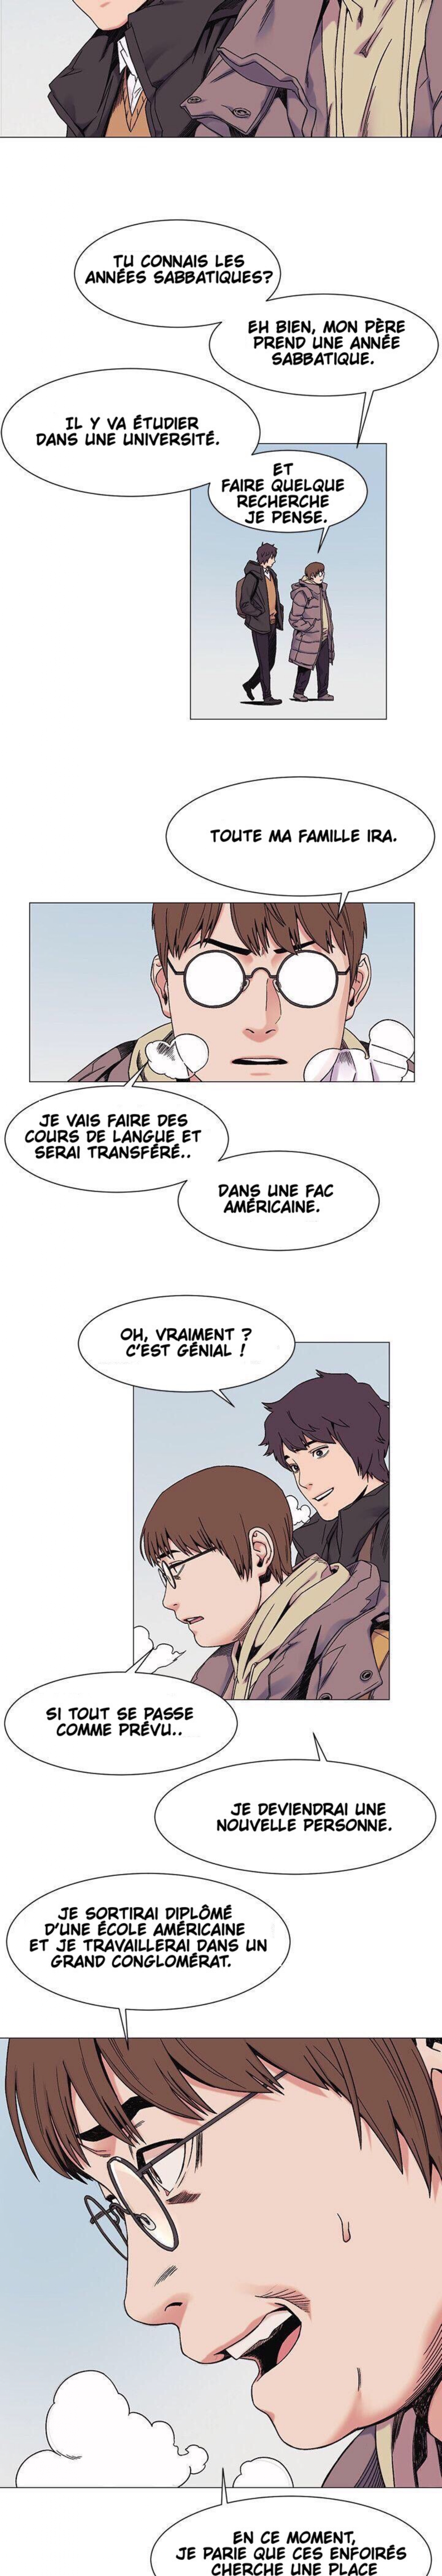 TU CONNAIS LES
ANNÉES SABBATIQUES?
EH BIEN, MON PÈRE
PREND UNE ANNÉE
SABBATIQUE.
IL Y VA ÉTUDIER
DANS UNE UNIVERSITÉ.
ET
FAIRE QUELQUE
RECHERCHE
JE PENSE.
TOUTE MA FAMILLE IRA.
JE VAIS FAIRE DES
COURS DE LANGUE ET
SERAI TRANSFÉRÉ..
DANS UNE FAC
AMÉRICAINE.
OH, VRAIMENT ?
C'EST GÉNIAL !
SI TOUT SE PASSE
COMME PRÉVU..
JE DEVIENDRAI UNE
NOUVELLE PERSONNE.
JE SORTIRAI DIPLÔMÉ
D'UNE ÉCOLE AMÉRICAINE
ET JE TRAVAILLERAI DANS UN
GRAND CONGLOMÉRAT.
EN CE MOMENT,
JE PARIE QUE CES ENFOIRÉS
CHERCHE UNE PLACE